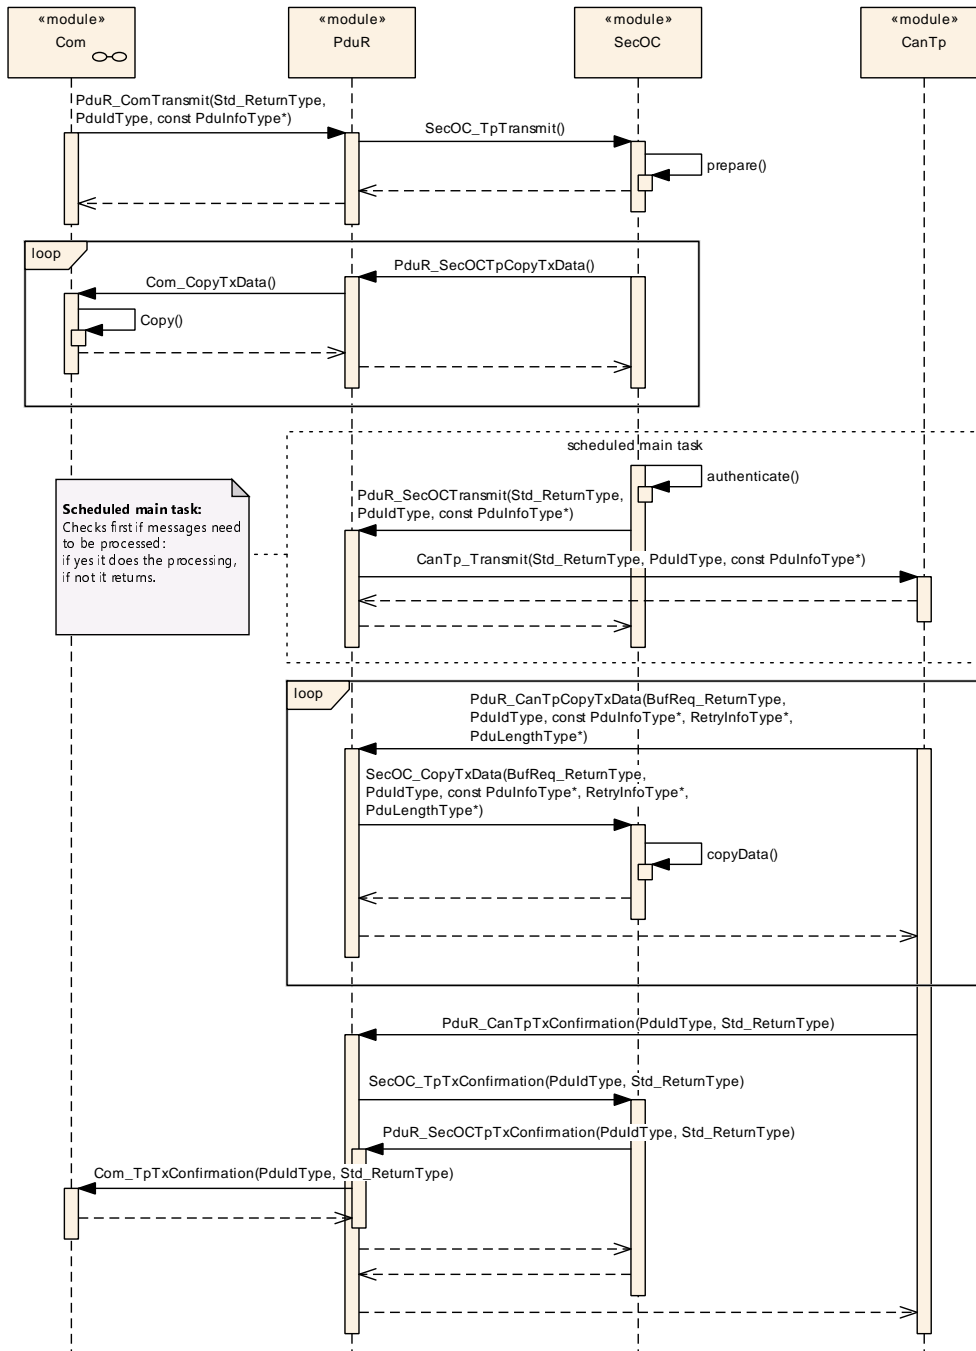 «module»
Com
«module»
PduR
«module»
SecOC
«module»
CanTp
PduR_ComTransmit(Std_ReturnType,
PduIdType, const PduInfoType*)
SecOC_TpTransmit()
prepare()
loop
PduR_SecOCTpCopyTxData()
Com_CopyTxData()
Copy()
scheduled main task
authenticate()
Scheduled main task:
Checks first if messages need
to be processed:
if yes it does the processing,
if not it returns.
PduR_SecOCTransmit(Std_ReturnType,
PduIdType, const PduInfoType*)
CanTp_Transmit(Std_ReturnType, PduIdType, const PduInfoType*)
loop
PduR_CanTpCopyTxData(BufReq_ReturnType,
PduIdType, const PduInfoType*, RetryInfoType*,
PduLengthType*)
SecOC_CopyTxData(BufReq_ReturnType,
PduIdType, const PduInfoType*, RetryInfoType*,
PduLengthType*)
copyData()
PduR_CanTpTxConfirmation(PduIdType, Std_ReturnType)
SecOC_TpTxConfirmation(PduIdType, Std_ReturnType)
PduR_SecOCTpTxConfirmation(PduIdType, Std_ReturnType)
Com_TpTxConfirmation(PduIdType, Std_ReturnType)